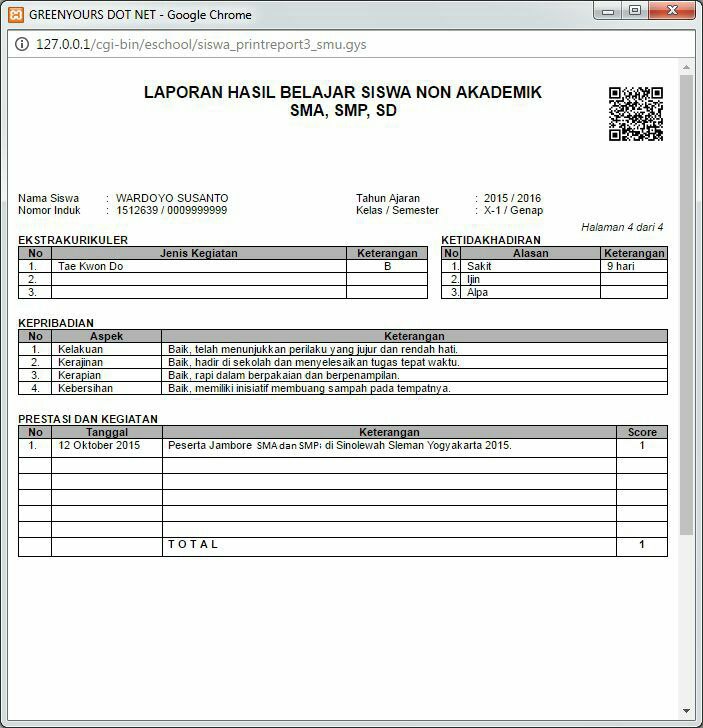 GREENYOURS DOT NET - Google Chrome
127.0.0.1/cgi-bin/eschool/siswa_printreport3_smu.gys
LAPORAN HASIL BELAJAR SISWA NON AKADEMIK
SMA, SMP, SD
Nama Siswa : WARDOYO SUSANTO Tahun Ajaran : 2015 / 2016
Nomor Induk : 1512639 / 0009999999 Kelas / Semester : X-1 / Genap
Halaman 4 dari 4
EKSTRAKURIKULER
No Jenis Kegiatan Keterangan
1. Tae Kwon Do B
2.
3.
KETIDAKHADIRAN
No Alasan Keterangan
1. Sakit 9 hari
2. Ijin
3. Alpa
KEPRIBADIAN
No Aspek Keterangan
1. Kelakuan Baik, telah menunjukkan perilaku yang jujur dan rendah hati.
2. Kerajinan Baik, hadir di sekolah dan menyelesaikan tugas tepat waktu.
3. Kerapian Baik, rapi dalam berpakaian dan berpenampilan.
4. Kebersihan Baik, memiliki inisiatif membuang sampah pada tempatnya.
PRESTASI DAN KEGIATAN
No Tanggal Keterangan Score
1. 12 Oktober 2015 Peserta Jambore SMA dan SMP: di Sinolewah Sleman Yogyakarta 2015. 1
T O T A L 1